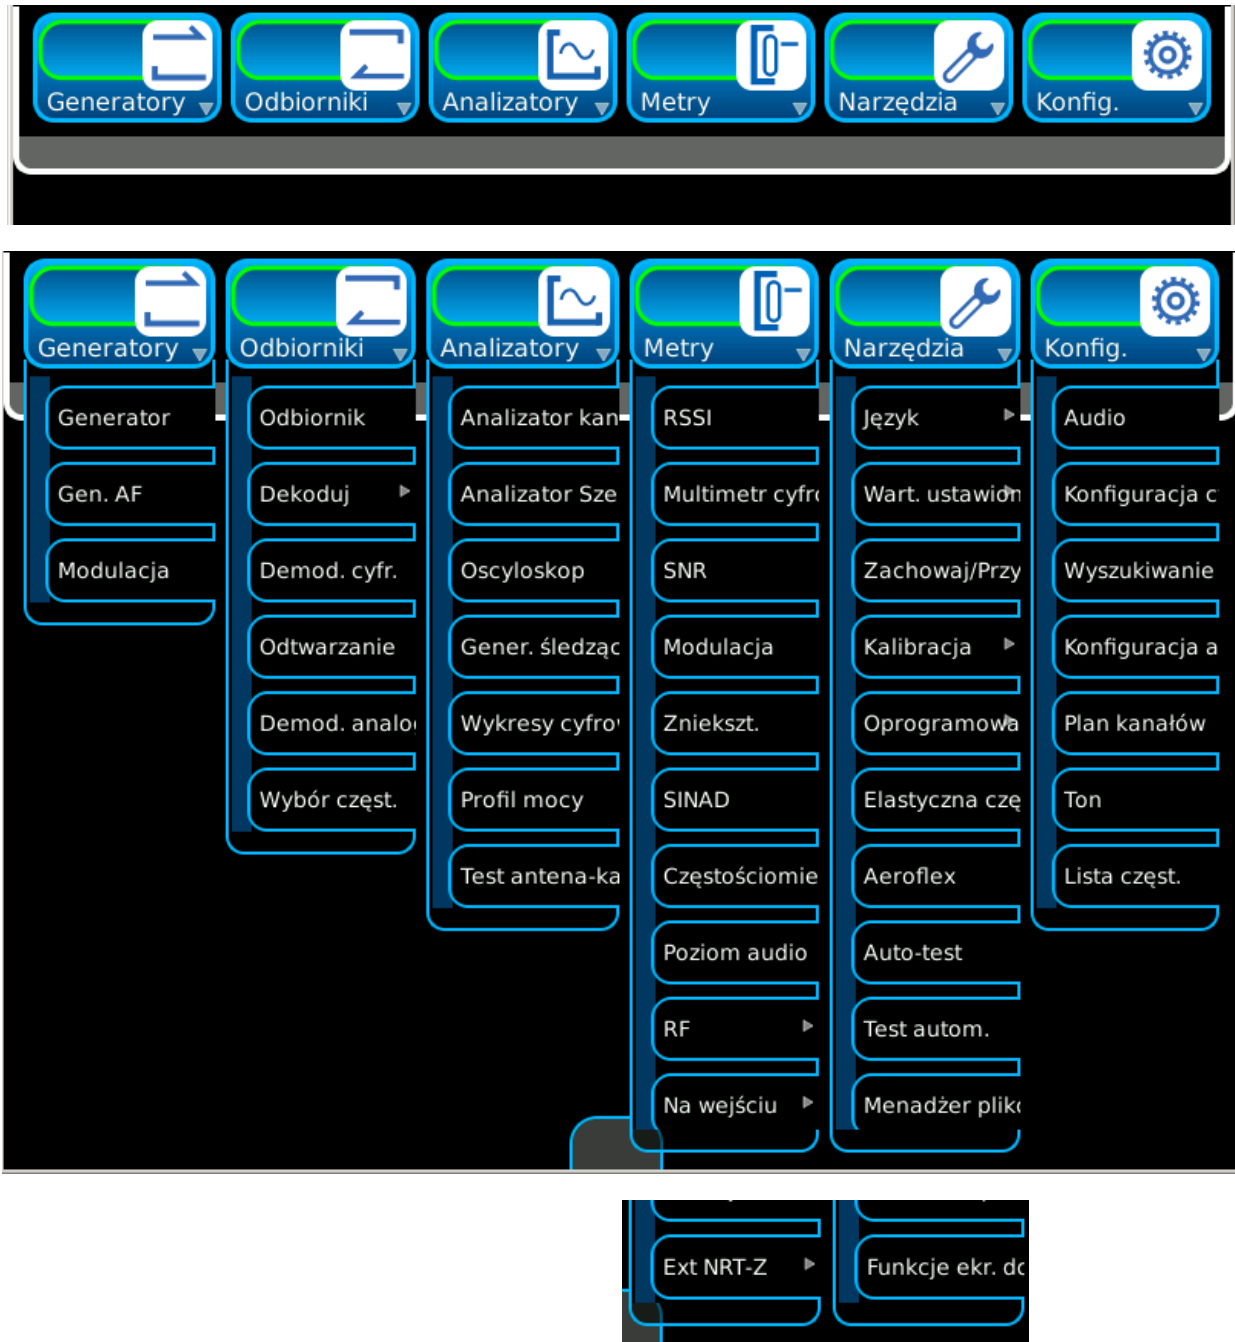 Generatory
Odbiorniki
Analizatory
Metry
Narzędzia
Konfig.
Generatory
Odbiorniki
Analizatory
Metry
Narzędzia
Konfig.
Generator
Gen. AF
Modulacja
Odbiornik
Dekoduj
Demod. cyfr.
Odtwarzanie
Demod. analo
Wybór częst.
Analizator kan
Analizator Sze
Oscyloskop
Gener. śledząc
Wykresy cyfro
Profil mocy
Test antena-ka
RSSI
Multimetr cyfr
SNR
Modulacja
Zniekszt.
SINAD
Częstościomie
Poziom audio
RF
Na wejściu
Język
Wart. ustawion
Zachowaj/Przy
Kalibracja
Oprogramowa
Elastyczna czę
Aeroflex
Auto-test
Test autom.
Menadżer plik
Audio
Konfiguracja c
Wyszukiwanie
Konfiguracja a
Plan kanałów
Ton
Lista częst.
Ext NRT-Z
Funkcje ekr. do